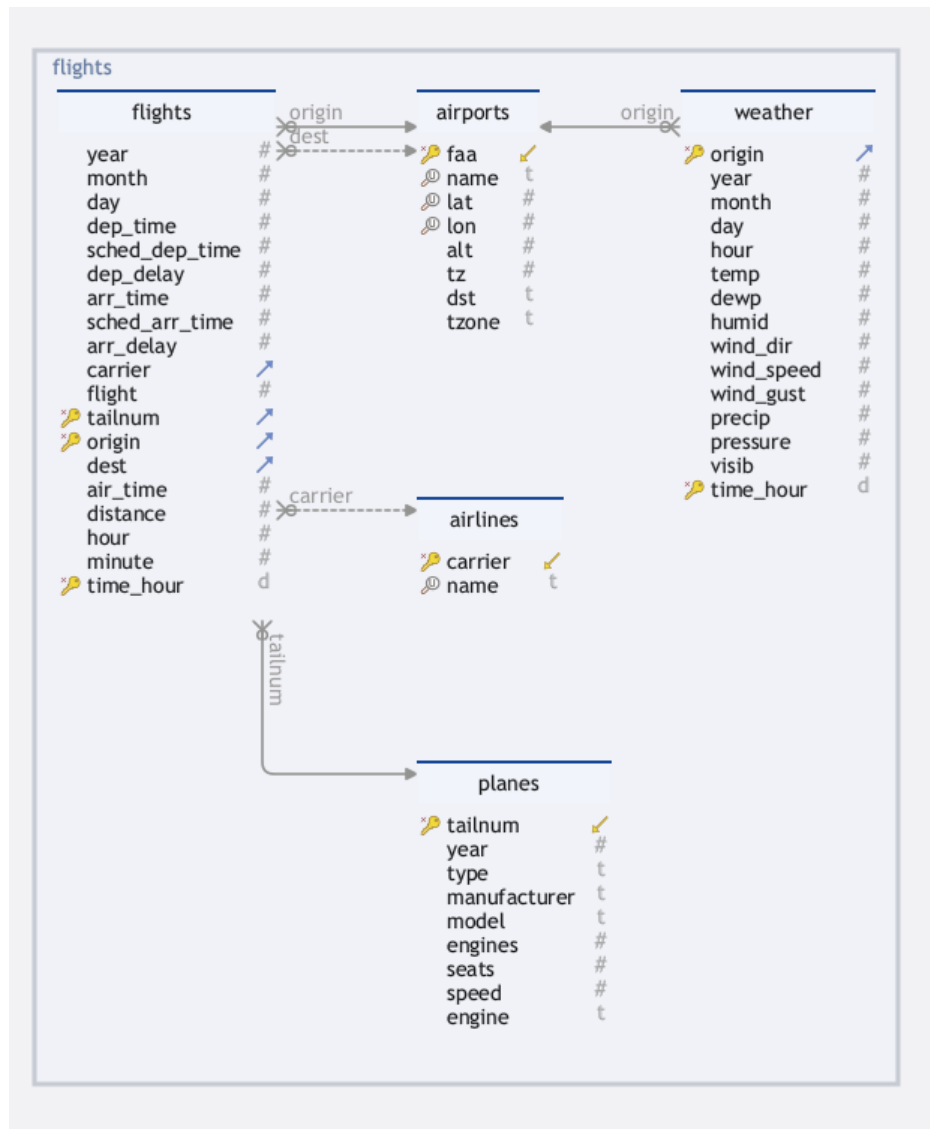 flights
flights
year #
month #
day #
dep_time #
sched_dep_time #
dep_delay #
arr_time #
sched_arr_time #
arr_delay #
carrier
flight #
tailnum
origin
dest
air_time #
distance #
hour #
minute #
time_hour d
origin
dest
carrier
tailnum
airports
faa
name t
lat #
lon #
alt #
tz #
dst t
tzone t
origin
weather
origin
year #
month #
day #
hour #
temp #
dewp #
humid #
wind_dir #
wind_speed #
wind_gust #
precip #
pressure #
visib #
time_hour d
airlines
carrier
name t
planes
tailnum
year #
type t
manufacturer t
model t
engines #
seats #
speed #
engine t